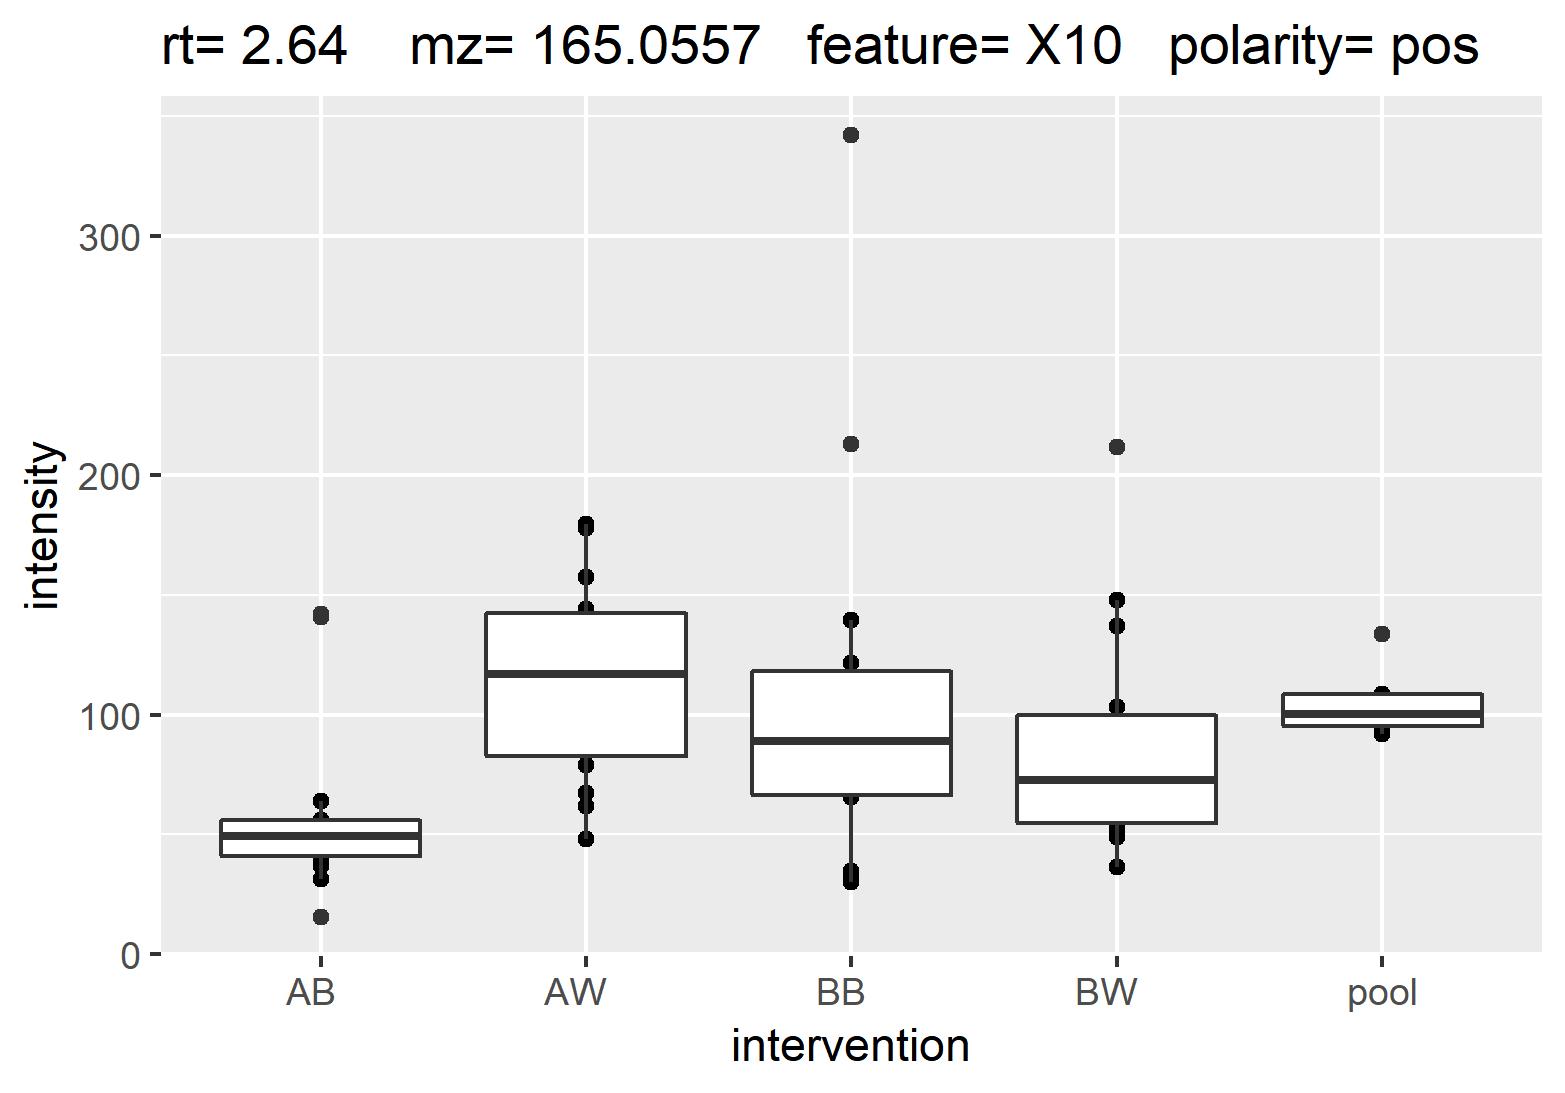 rt= 2.64 mz= 165.0557 feature= X10 polarity= pos
intensity
300
200
100
0
AB AW BB BW pool
intervention